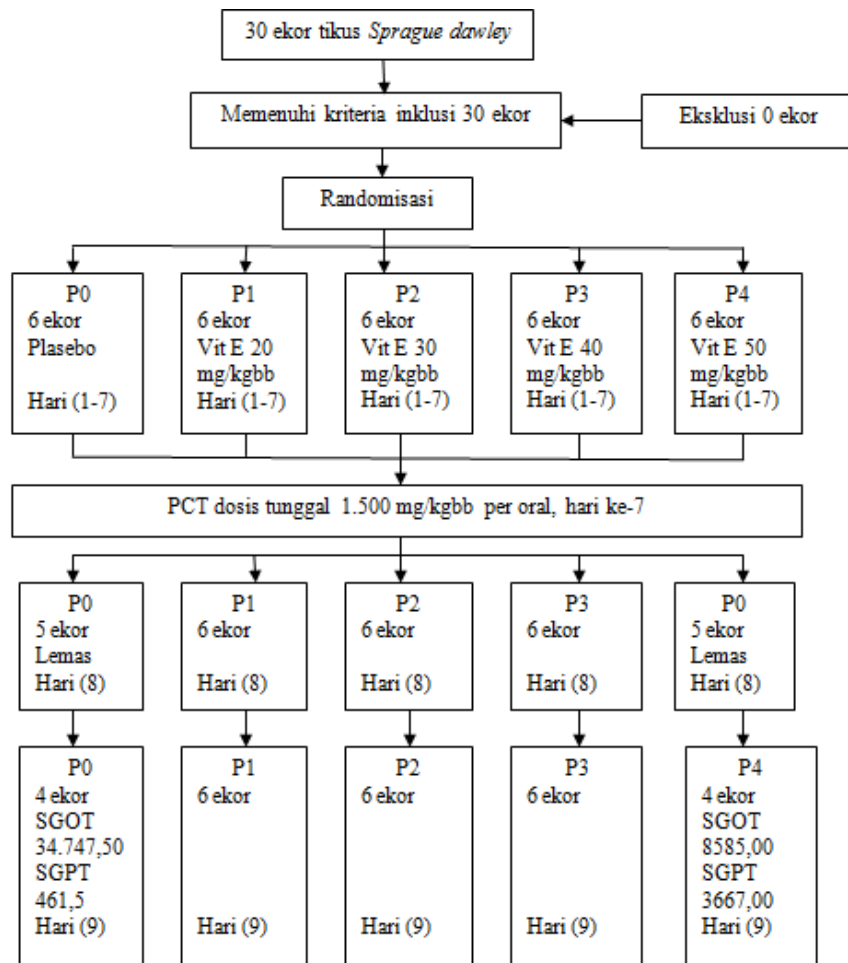 30 ekor tikus Sprague dawley
Memenuhi kriteria inklusi 30 ekor
Eksklusi 0 ekor
Randomisasi
P0
6 ekor
Plasebo
Hari (1-7)
P1
6 ekor
Vit E 20
mg/kgbb
Hari (1-7)
P2
6 ekor
Vit E 30
mg/kgbb
Hari (1-7)
P3
6 ekor
Vit E 40
mg/kgbb
Hari (1-7)
P4
6 ekor
Vit E 50
mg/kgbb
Hari (1-7)
PCT dosis tunggal 1.500 mg/kgbb per oral, hari ke-7
P0
5 ekor
Lemas
Hari (8)
P1
6 ekor
Hari (8)
P2
6 ekor
Hari (8)
P3
6 ekor
Hari (8)
P0
5 ekor
Lemas
Hari (8)
P0
4 ekor
SGOT
34.747,50
SGPT
461,5
Hari (9)
P1
6 ekor
Hari (9)
P2
6 ekor
Hari (9)
P3
6 ekor
Hari (9)
P4
4 ekor
SGOT
8585,00
SGPT
3667,00
Hari (9)